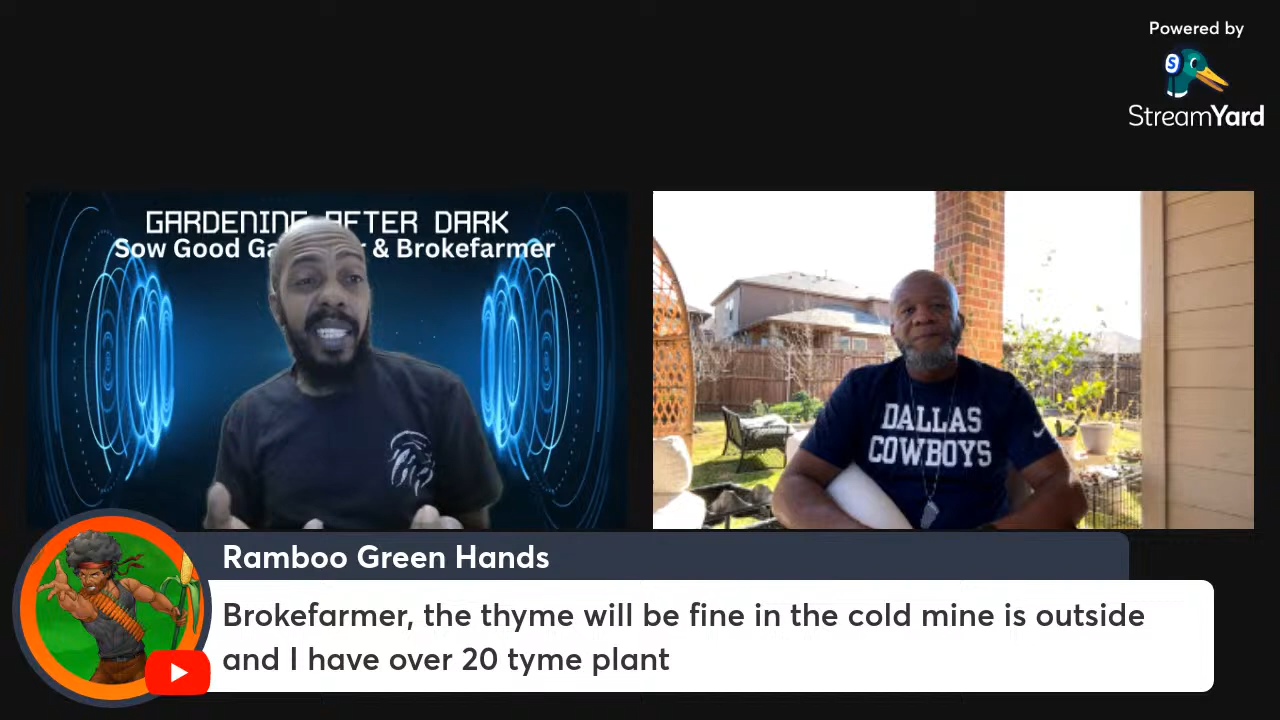 Powered by
S
StreamYard
GARDENING AFTER DARK
Sow Good Ga r & Brokefarmer
DALLAS
COWBOYS
Ramboo Green Hands
Brokefarmer, the thyme will be fine in the cold mine is outside
and I have over 20 tyme plant